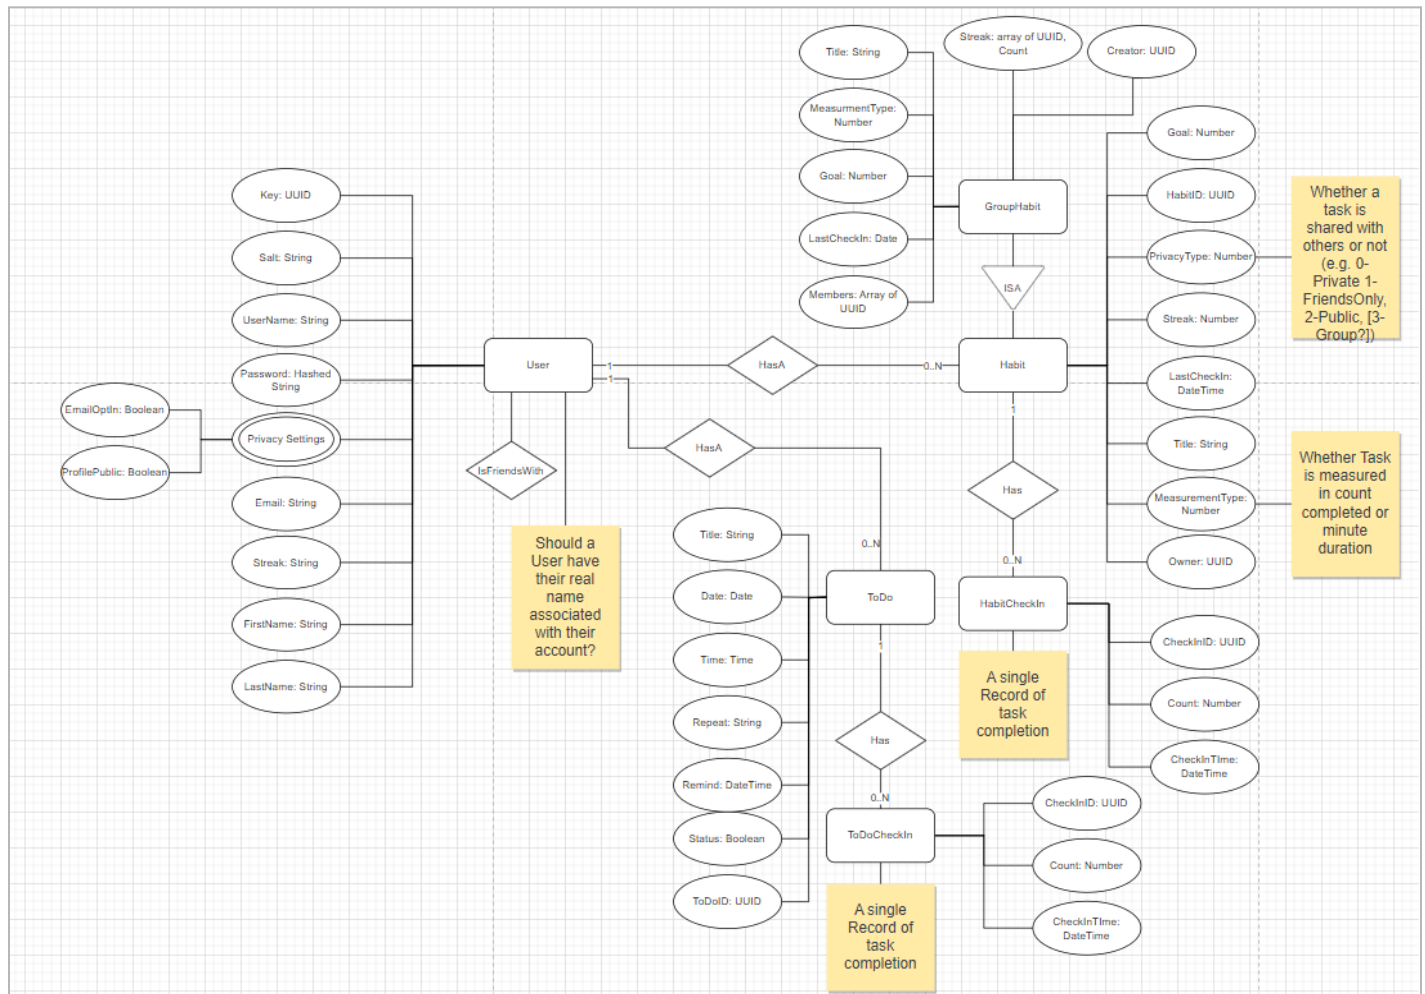 Streak: array of UUID,
Count
Creator: UUID
Title: String
MeasurmentType:
Number
Goal: Number
LastCheckIn: Date
Members: Array of
UUID
GroupHabit
ISA
Goal: Number
HabitID: UUID
PrivacyType: Number
Streak: Number
LastCheckIn:
DateTime
Title: String
MeasurementType:
Number
Owner: UUID
Whether a
task is
shared with
others or not
(e.g. 0-
Private 1-
FriendsOnly,
2-Public, [3-
Group?])
Whether Task
is measured
in count
completed or
minute
duration
Key: UUID
Salt: String
UserName: String
Password: Hashed
String
Privacy Settings
EmailOptIn: Boolean
ProfilePublic: Boolean
Email: String
Streak: String
FirstName: String
LastName: String
User
1
HasA
0..N
Habit
1
HasA
0..N
IsFriendsWith
Should a
User have
their real
name
associated
with their
account?
1
Has
0..N
HabitCheckIn
CheckInID: UUID
Count: Number
CheckInTIme:
DateTime
A single
Record of
task
completion
Title: String
Date: Date
Time: Time
Repeat: String
Remind: DateTime
Status: Boolean
ToDoID: UUID
ToDo
1
Has
0..N
ToDoCheckIn
CheckInID: UUID
Count: Number
CheckInTIme:
DateTime
A single
Record of
task
completion